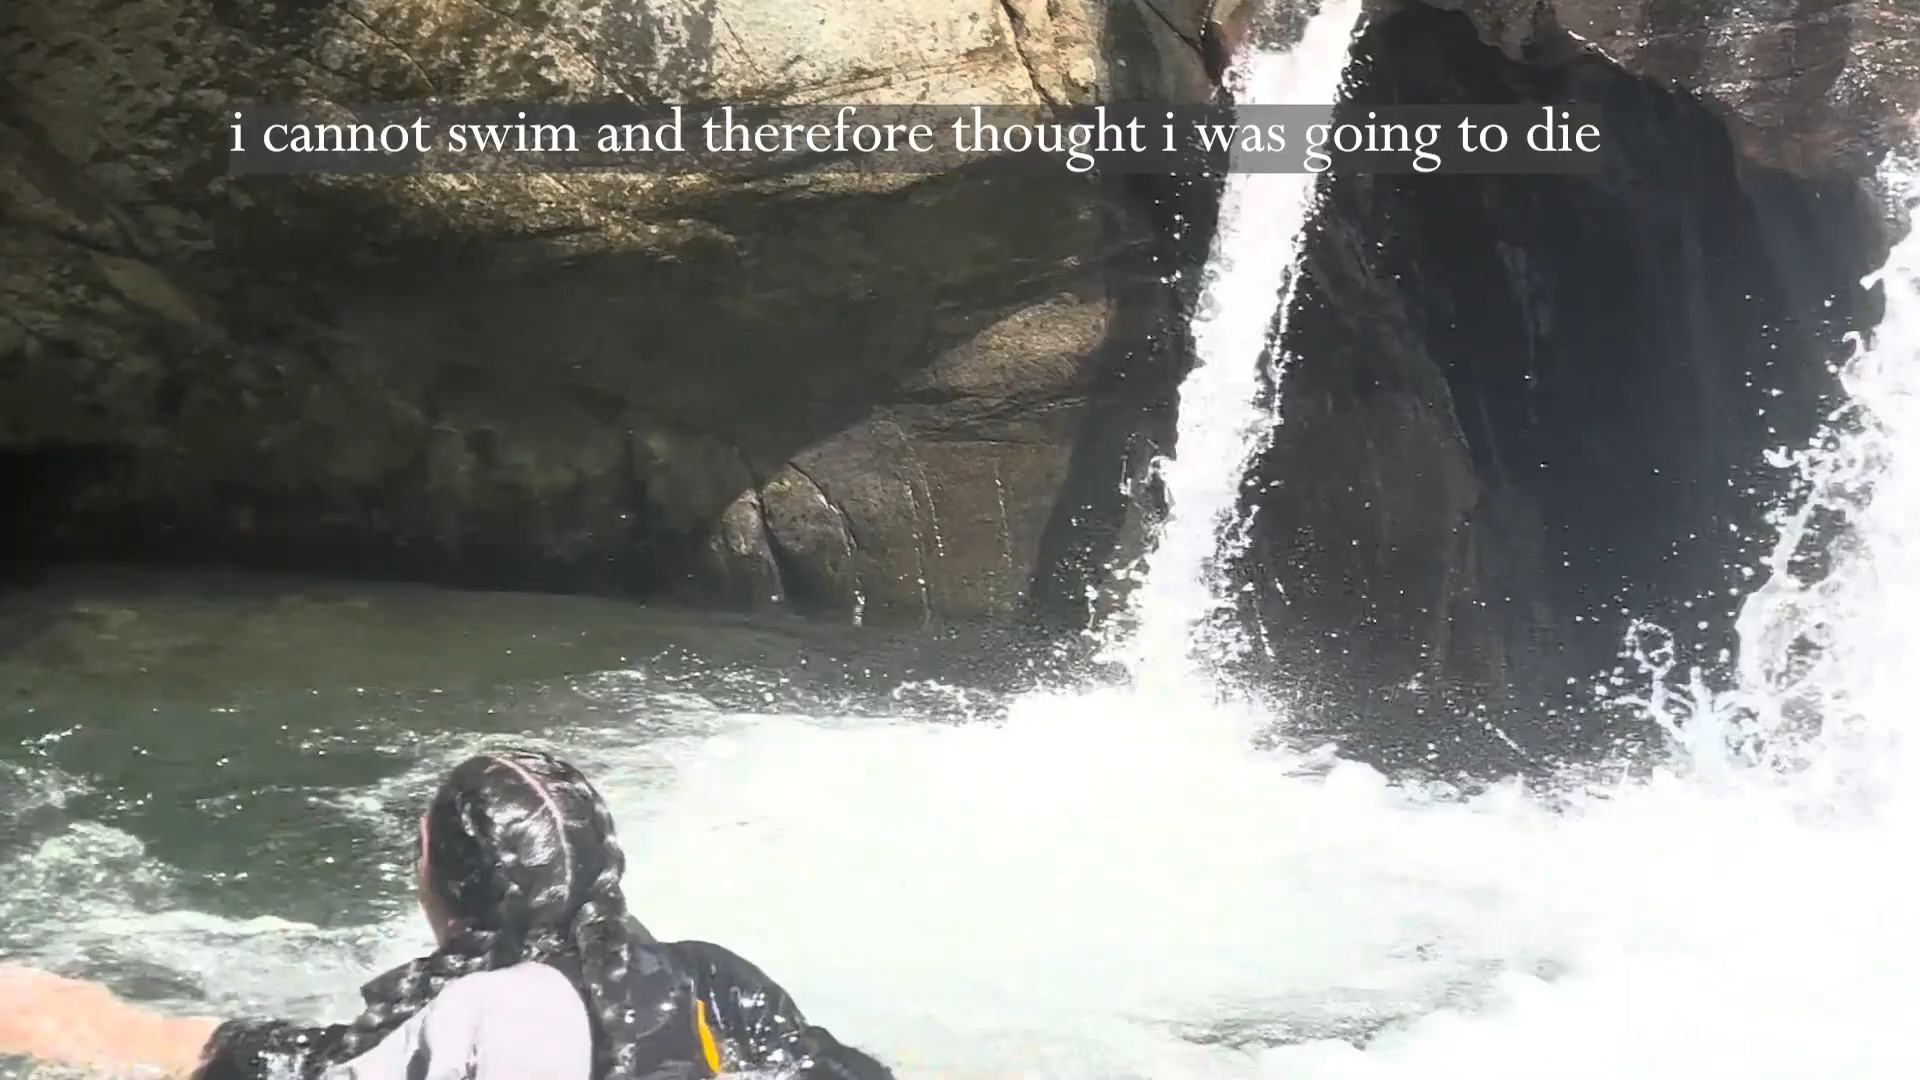 i cannot swim and therefore thought i was going to die